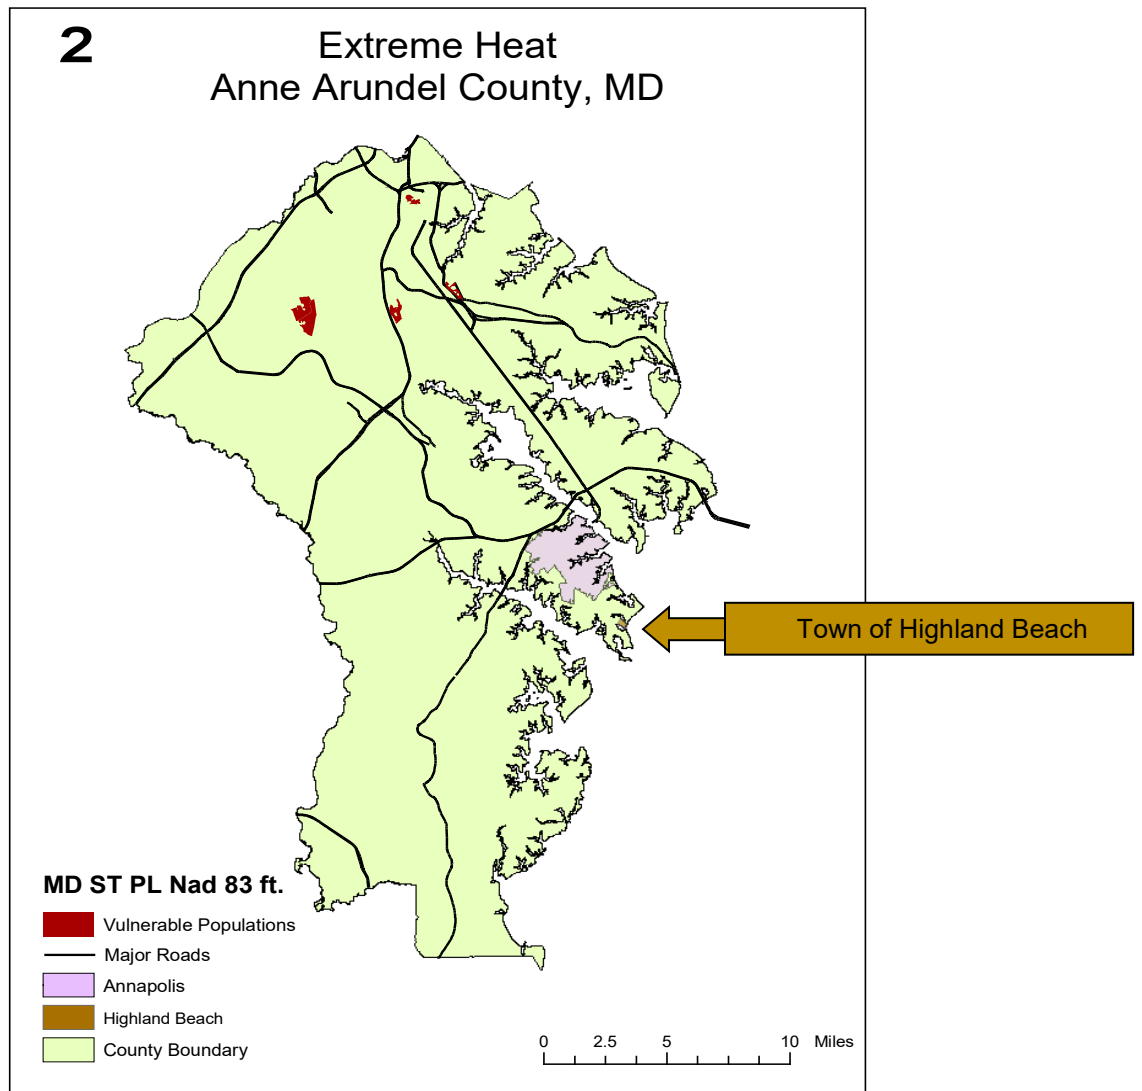 2
Extreme Heat
Anne Arundel County, MD
Town of Highland Beach
MD ST PL Nad 83 ft.
Vulnerable Populations
Major Roads
Annapolis
Highland Beach
County Boundary
0 2.5 5 10 Miles